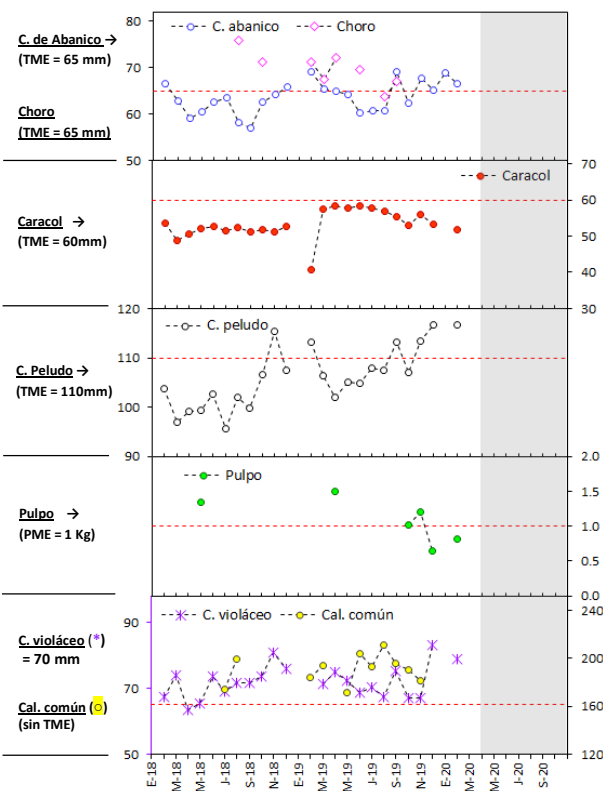 C. de Abanico →
(TME = 65 mm)
Choro
(TME = 65 mm)
80
70
60
50
C. abanico
Choro
Caracol →
(TME = 60mm)
Caracol
70
60
50
40
30
C. Peludo →
(TME = 110mm)
120
110
100
90
C. peludo
Pulpo →
(PME = 1 Kg)
Pulpo
2.0
1.5
1.0
0.5
0.0
C. violáceo (*)
= 70 mm
Cal. común (○)
(sin TME)
90
70
50
C. violáceo
Cal. común
240
200
160
120
E-18
M-18
M-18
J-18
S-18
N-18
E-19
M-19
M-19
J-19
S-19
N-19
E-20
M-20
M-20
J-20
S-20